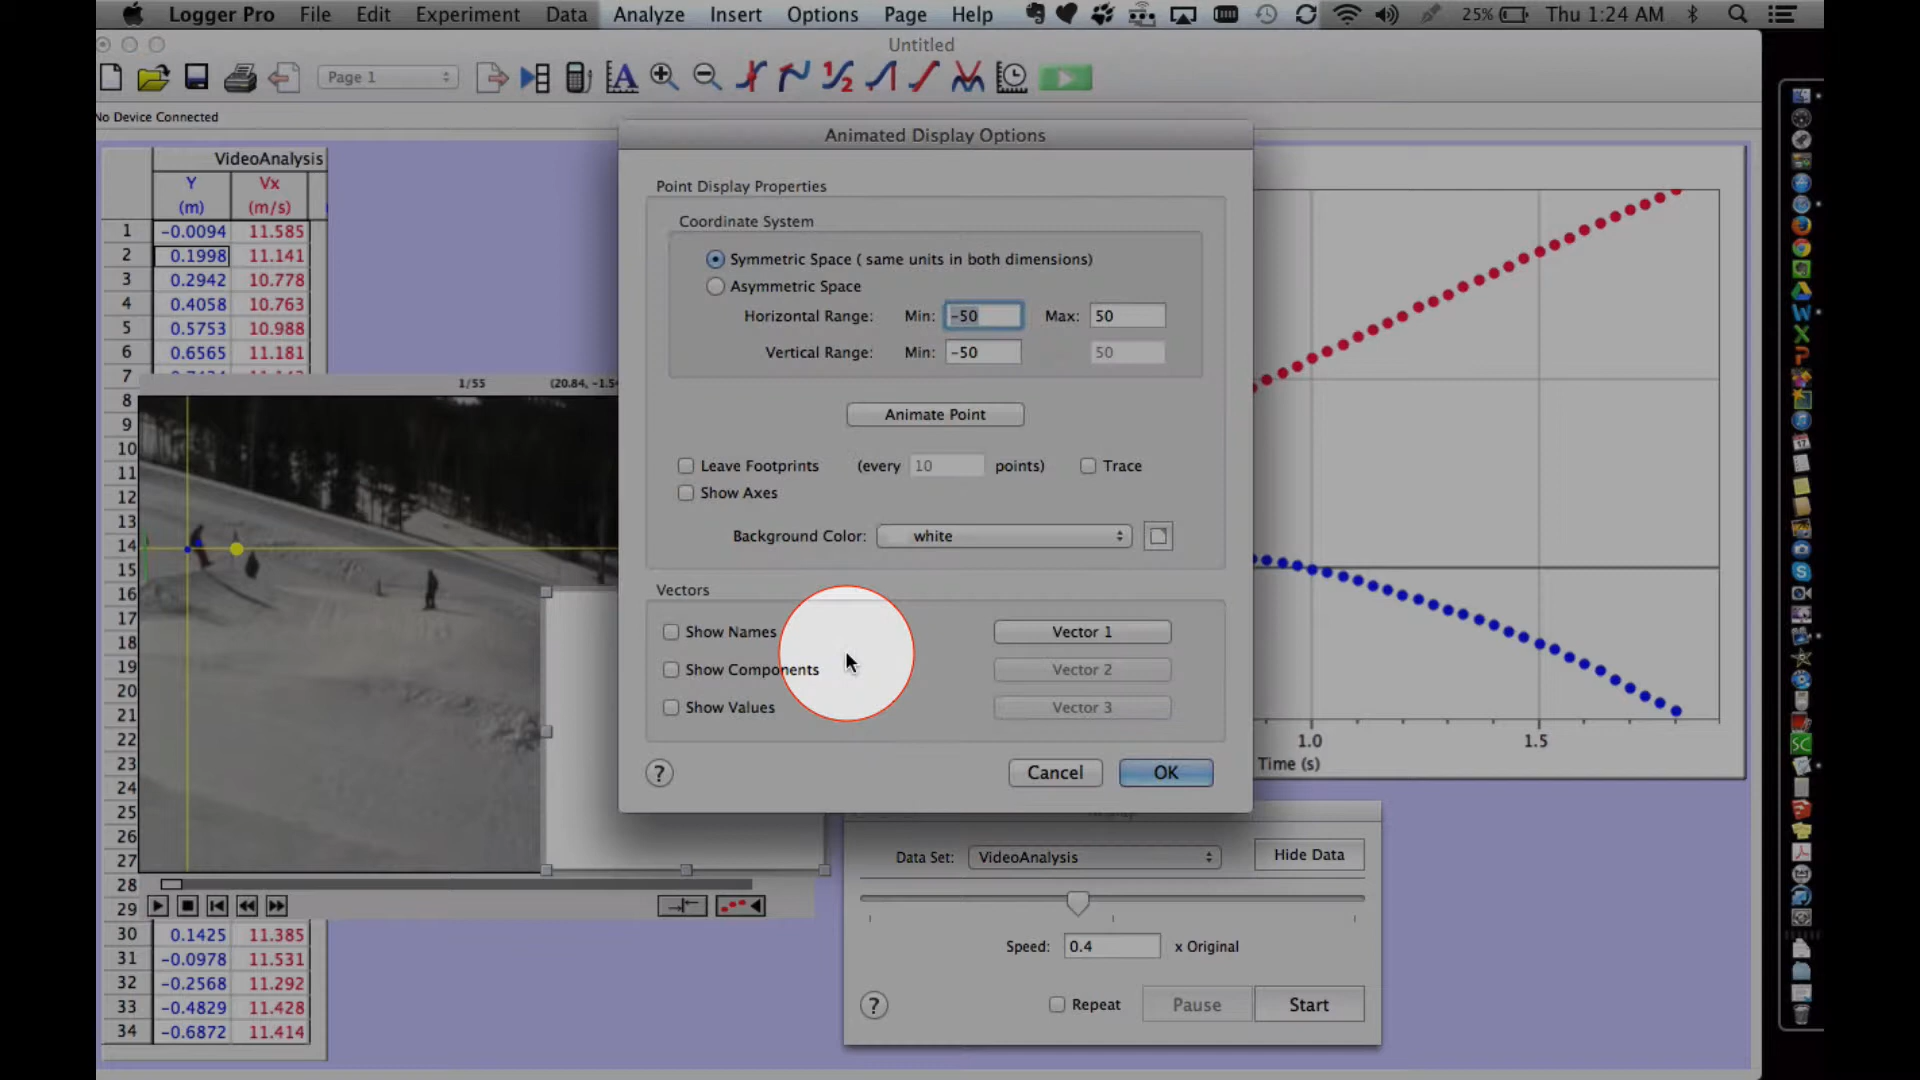 Logger Pro File Edit Experiment Data Analyze Insert Options Page Help 25% Thu 1:24 AM
Untitled
Page 1
No Device Connected
VideoAnalysis
Y Vx
(m) (m/s)
1 -0.0094 11.585
2 0.1998 11.141
3 0.2942 10.778
4 0.4058 10.763
5 0.5753 10.988
6 0.6565 11.181
7
8
9
10
11
12
13
14
15
16
17
18
19
20
21
22
23
24
25
26
27
28
29
30 0.1425 11.385
31 -0.0978 11.531
32 -0.2568 11.292
33 -0.4829 11.428
34 -0.6872 11.414
1/55 (20.84, -1.5
Animated Display Options
Point Display Properties
Coordinate System
Symmetric Space ( same units in both dimensions)
Asymmetric Space
Horizontal Range: Min: -50 Max: 50
Vertical Range: Min: -50 50
Animate Point
Leave Footprints (every 10 points) Trace
Show Axes
Background Color: white
Vectors
Show Names Vector 1
Show Components Vector 2
Show Values Vector 3
? Cancel OK
1.0 1.5
Time (s)
Data Set: VideoAnalysis Hide Data
Speed: 0.4 x Original
? Repeat Pause Start